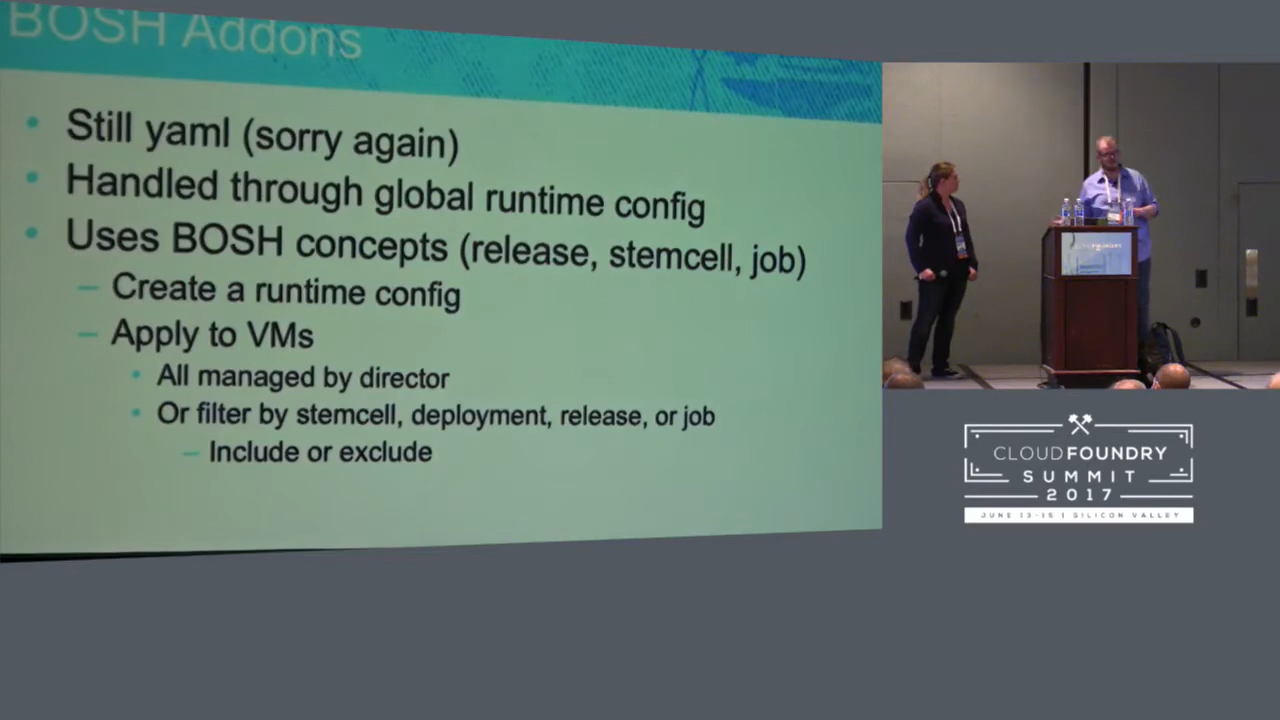 BOSH Addons
Still yaml (sorry again)
Handled through global runtime config
Uses BOSH concepts (release, stemcell, job)
– Create a runtime config
– Apply to VMs
All managed by director
Or filter by stemcell, deployment, release, or job
– Include or exclude
CLOUD FOUNDRY
SUMMIT
2017
JUNE 13-15 | SILICON VALLEY